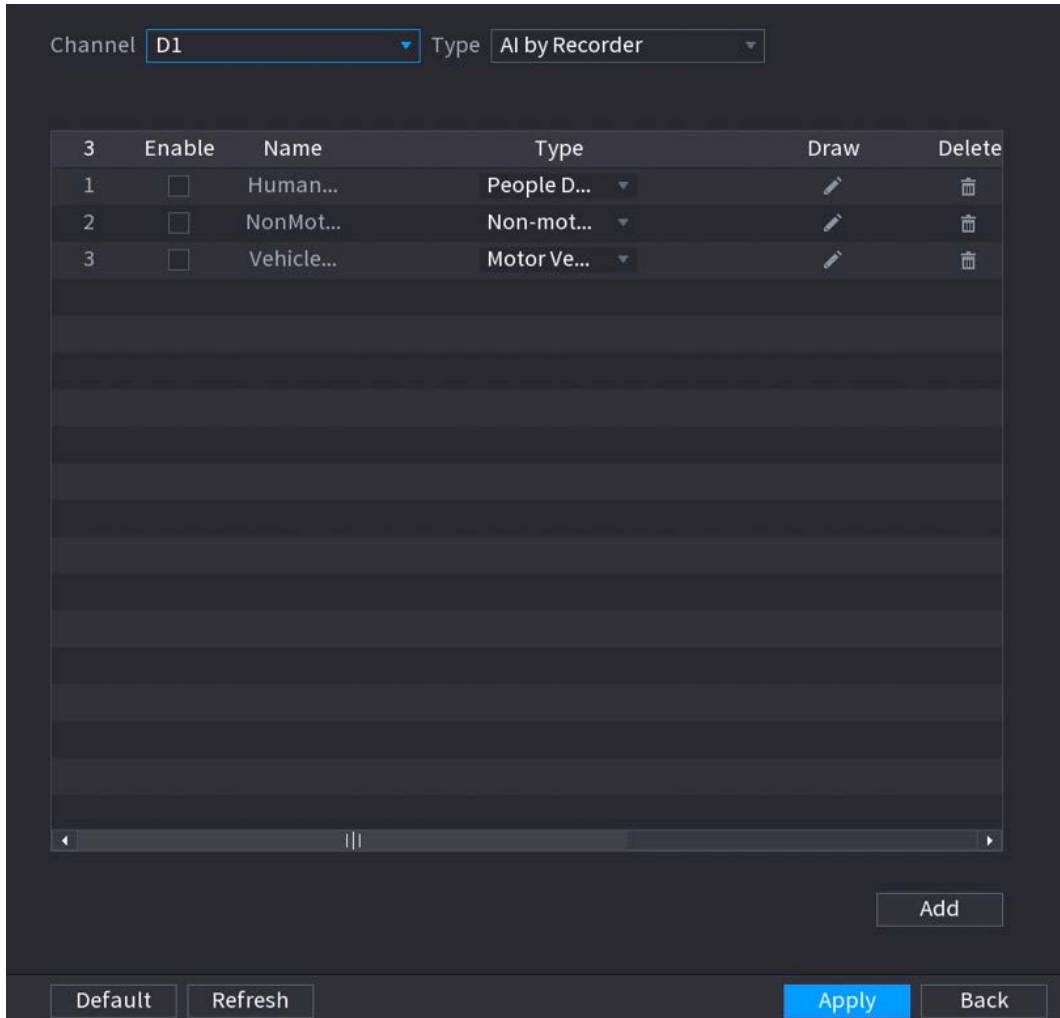 Channel D1 Type AI by Recorder
3 Enable Name Type Draw Delete
1 Human... People D...
2 NonMot... Non-mot...
3 Vehicle... Motor Ve...
Add
Default Refresh Apply Back